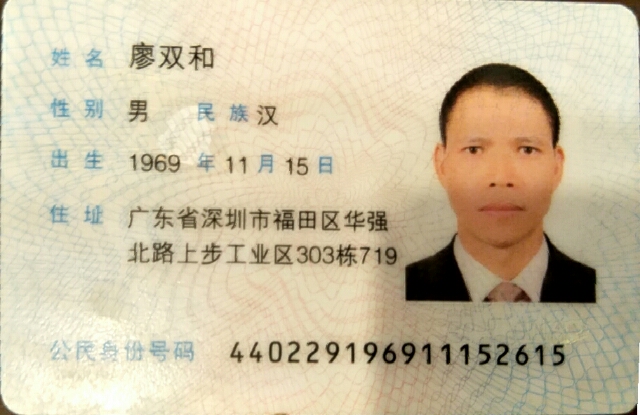 姓名 廖双和
性别 男 民族 汉
出生 1969 年 11 月 15 日
住址 广东省深圳市福田区华强
北路上步工业区303栋719
公民身份号码 440229196911152615